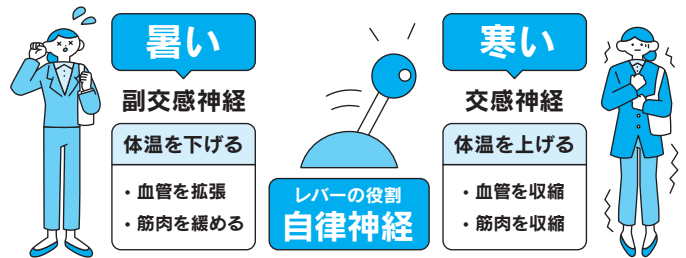 暑い
副交感神経
体温を下げる
・血管を拡張
・筋肉を緩める
レバーの役割
自律神経
寒い
交感神経
体温を上げる
・血管を収縮
・筋肉を収縮